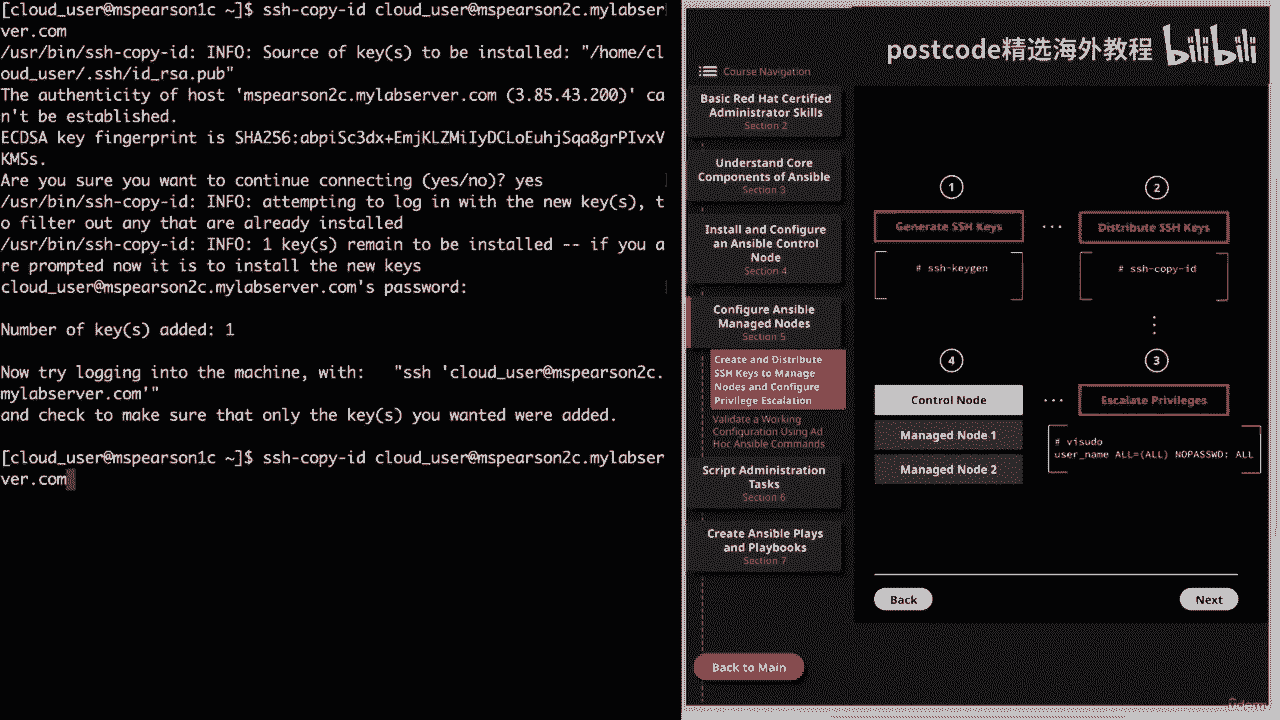 [cloud_user@mspearson1c ~]$ ssh-copy-id cloud_user@mspearson2c.mylabser
ver.com
/usr/bin/ssh-copy-id: INFO: Source of key(s) to be installed: "/home/cl
oud_user/.ssh/id_rsa.pub"
The authenticity of host 'mspearson2c.mylabserver.com (3.85.43.200)' ca
n't be established.
ECDSA key fingerprint is SHA256:abpiSc3dx+EmjKLZMiIyDCLoEuhjSqa8grPIvxV
KMSs.
Are you sure you want to continue connecting (yes/no)? yes
/usr/bin/ssh-copy-id: INFO: attempting to log in with the new key(s), t
o filter out any that are already installed
/usr/bin/ssh-copy-id: INFO: 1 key(s) remain to be installed -- if you a
re prompted now it is to install the new keys
cloud_user@mspearson2c.mylabserver.com's password:
Number of key(s) added: 1
Now try logging into the machine, with:   "ssh 'cloud_user@mspearson2c.
mylabserver.com'"
and check to make sure that only the key(s) you wanted were added.
[cloud_user@mspearson1c ~]$ ssh-copy-id cloud_user@mspearson2c.mylabser
ver.com
postcode精选海外教程 bilibili
Course Navigation
Basic Red Hat Certified
Administrator Skills
Section 2
Understand Core
Components of Ansible
Section 3
Install and Configure
an Ansible Control
Node
Section 4
Configure Ansible
Managed Nodes
Section 5
Create and Distribute
SSH Keys to Manage
Nodes and Configure
Privilege Escalation
Validate a Working
Configuration Using Ad
Hoc Ansible Commands
Script Administration
Tasks
Section 6
Create Ansible Plays
and Playbooks
Section 7
Back to Main
1
Generate SSH Keys
# ssh-keygen
2
Distribute SSH Keys
# ssh-copy-id
4
Control Node
Managed Node 1
Managed Node 2
3
Escalate Privileges
# visudo
user_name ALL=(ALL) NOPASSWD: ALL
Back
Next
Udemy